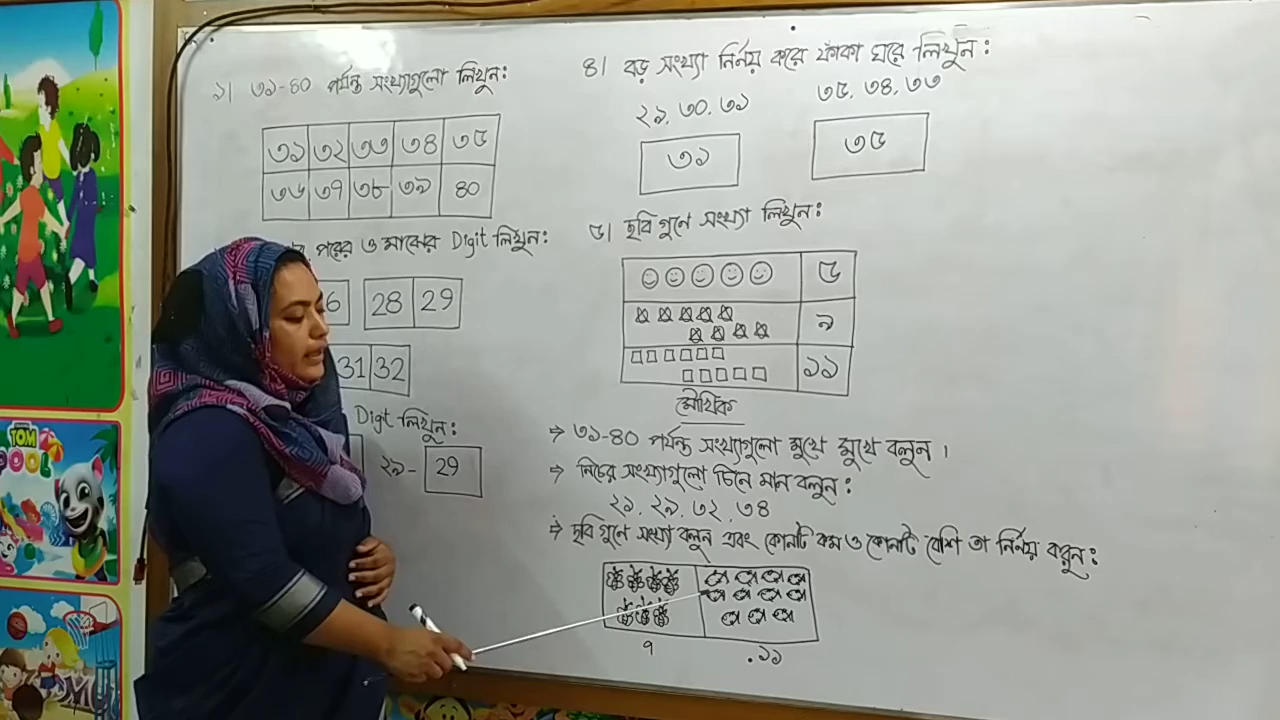 ১। ৩১-৪০ পর্যন্ত সংখ্যাগুলো লিখুন:
৩১ ৩২ ৩৩ ৩৪ ৩৫
৩৬ ৩৭ ৩৮ ৩৯ ৪০
পরের ও মাঝের Digit লিখুন:
28 29
31 32
Digit লিখুন:
২৯- 29
৪। বড় সংখ্যা নির্ণয় করে ফাঁকা ঘরে লিখুন:
২৯, ৩০, ৩১ ৩৫, ৩৪, ৩৩
৩১ ৩৫
৫। ছবি গুনে সংখ্যা লিখুন:
৫
৯
১১
মৌখিক
⇒ ৩১-৪০ পর্যন্ত সংখ্যাগুলো মুখে মুখে বলুন।
⇒ নিচের সংখ্যাগুলো চিনে মান বলুন:
২১, ২৯, ৩২, ৩৪
⇒ ছবি গুনে সংখ্যা বলুন এবং কোনটি কম ও কোনটি বেশি তা নির্ণয় করুন:
৭ ১১
TOM
POOL